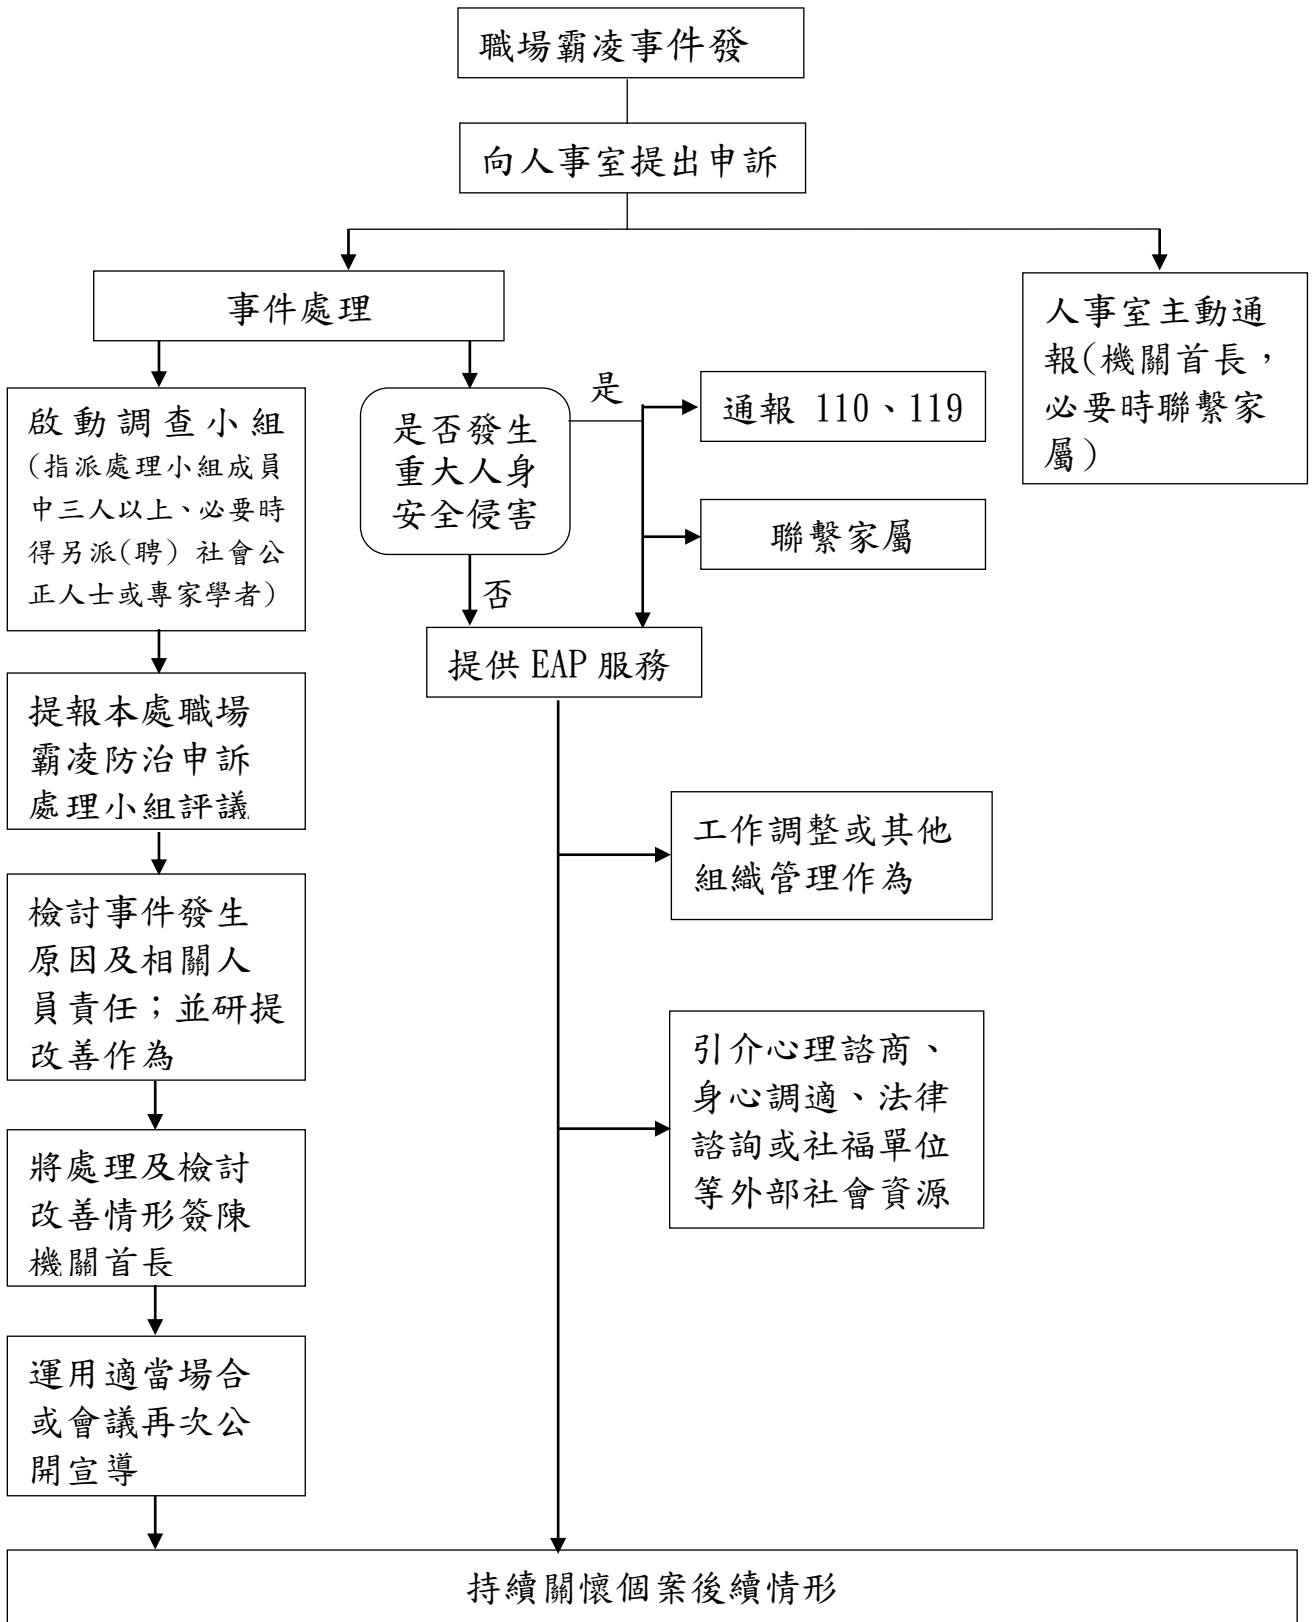 職場霸凌事件發
向人事室提出申訴
事件處理
人事室主動通
報(機關首長，
必要時聯繫家
屬)
啟動調查小組
(指派處理小組成員
中三人以上、必要時
得另派(聘) 社會公
正人士或專家學者)
是否發生
重大人身
安全侵害
是
否
通報 110、119
聯繫家屬
提供 EAP 服務
提報本處職場
霸凌防治申訴
處理小組評議
工作調整或其他
組織管理作為
檢討事件發生
原因及相關人
員責任；並研提
改善作為
引介心理諮商、
身心調適、法律
諮詢或社福單位
等外部社會資源
將處理及檢討
改善情形簽陳
機關首長
運用適當場合
或會議再次公
開宣導
持續關懷個案後續情形